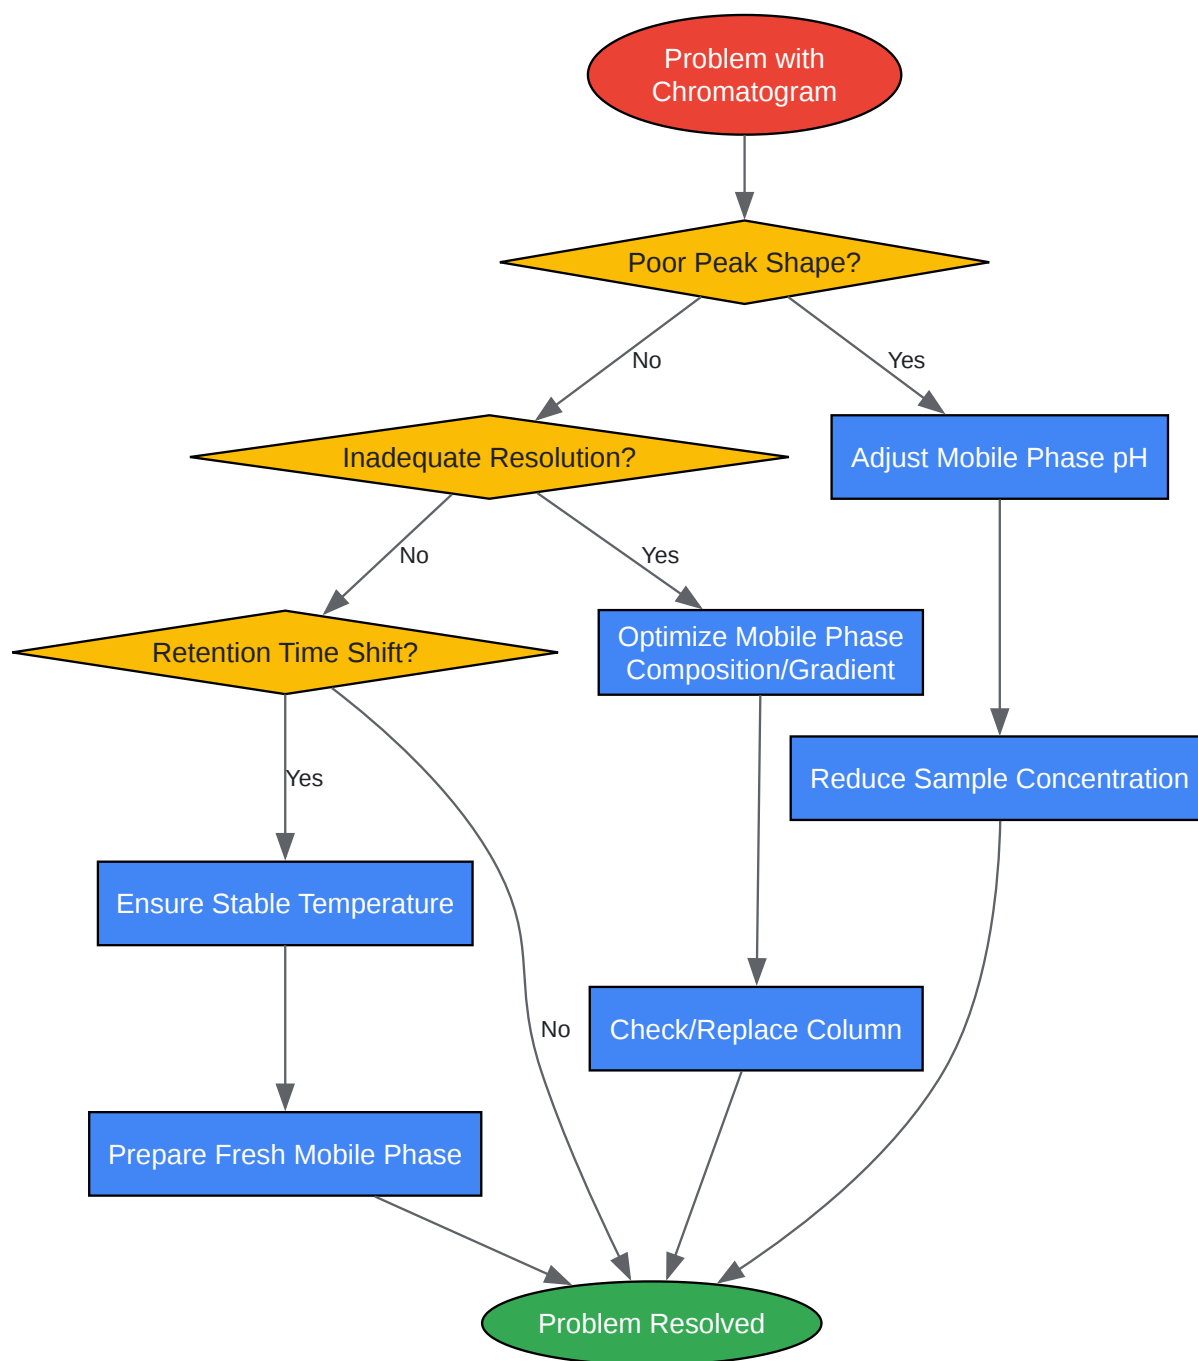 Problem with
Chromatogram
Poor Peak Shape?
No
Yes
Inadequate Resolution?
Adjust Mobile Phase pH
No
Yes
Retention Time Shift?
Optimize Mobile Phase
Composition/Gradient
Yes
Reduce Sample Concentration
Ensure Stable Temperature
No
Check/Replace Column
Prepare Fresh Mobile Phase
Problem Resolved